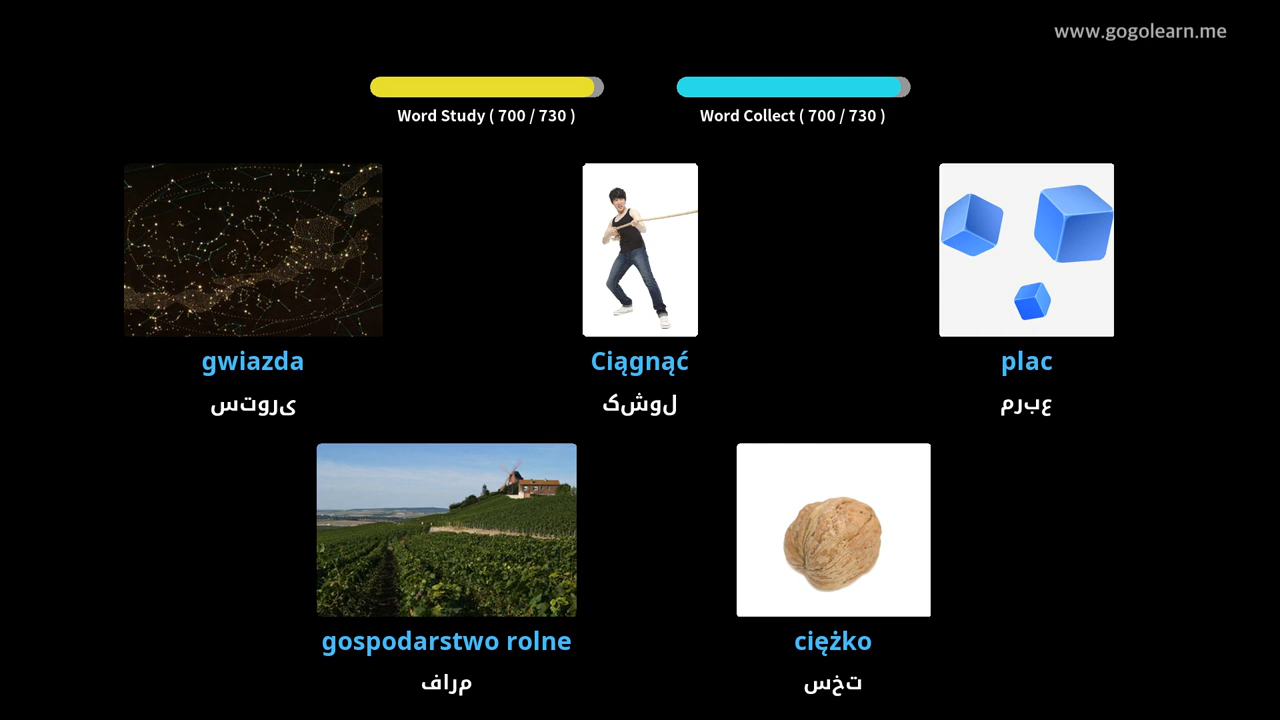 www.gogolearn.me
Word Study ( 700 / 730 )
Word Collect ( 700 / 730 )
gwiazda
ستوری
Ciągnąć
کشول
plac
مربع
gospodarstwo rolne
فارم
ciężko
سخت